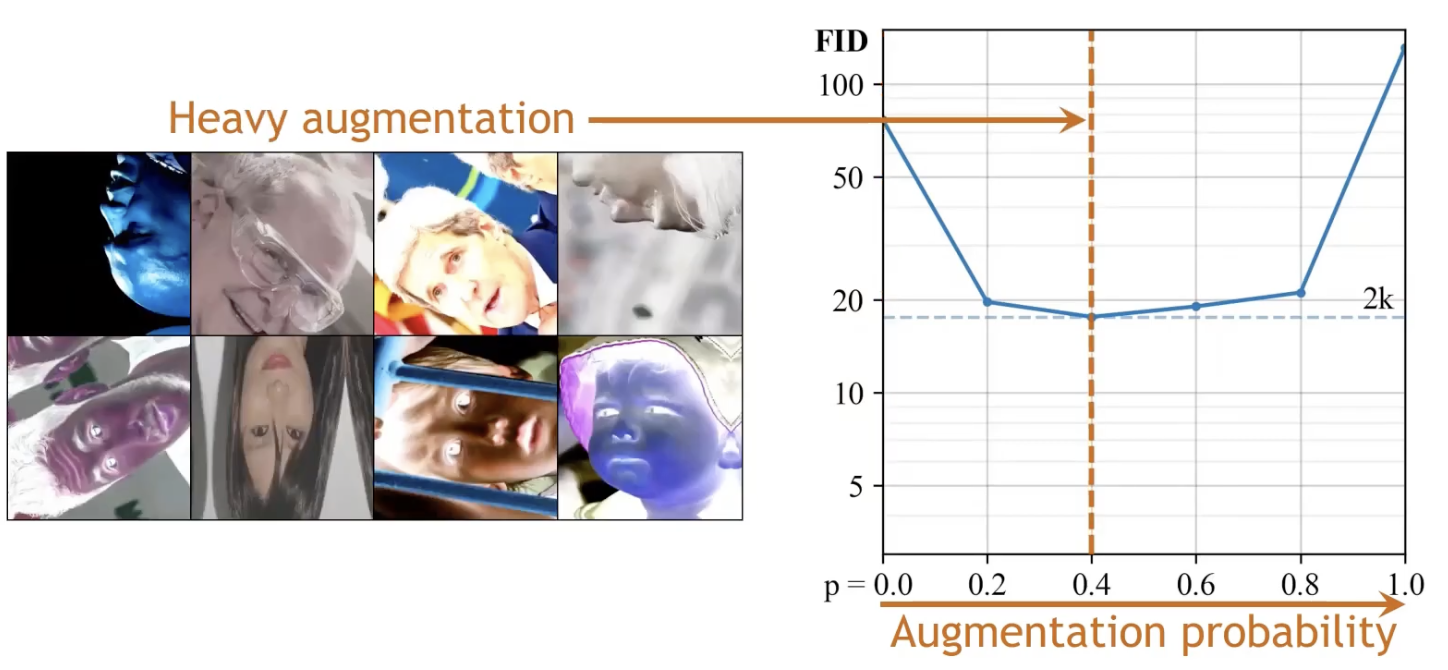 Heavy augmentation
FID
100
50
20
10
5
2k
p = 0.0 0.2 0.4 0.6 0.8 1.0
Augmentation probability